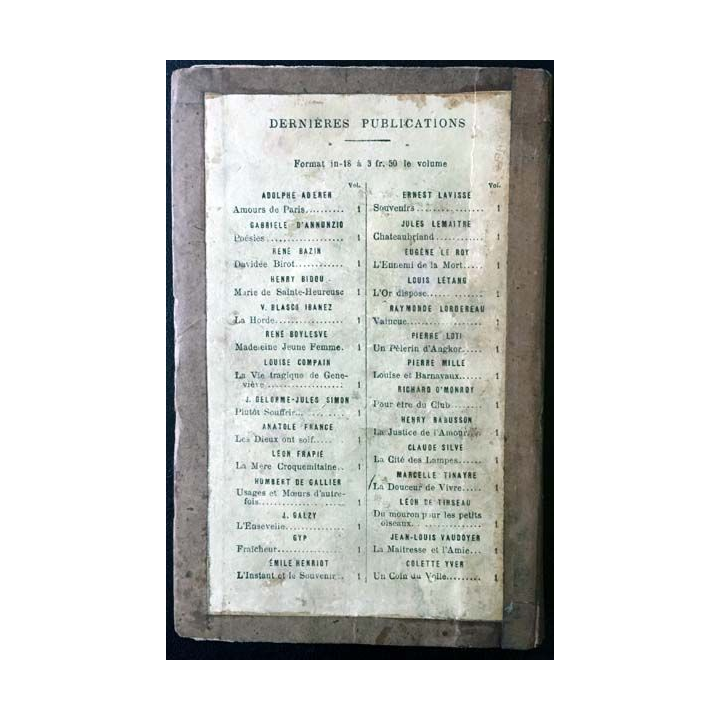 DERNIÈRES PUBLICATIONS
Format in-18 à 3 fr. 50 le volume
Vol.
ADOLPHE ADERER
Amours de Paris.......... 1
GABRIELE D'ANNUNZIO
Poésies................... 1
RENÉ BAZIN
Davidée Birot............ 1
HENRY BIDOU
Marie de Sainte-Heureuse 1
V. BLASCO IBANEZ
La Horde................. 1
RENÉ BOYLESVE
Madeleine Jeune Femme. 1
LOUISE COMPAIN
La Vie tragique de Gene-
viève.................... 1
J. DELORME-JULES SIMON
Plutôt Souffrir... ........ 1
ANATOLE FRANCE
Les Dieux ont soif..... 1
LÉON FRAPIÉ
La Mère Croquemitaine.. 1
HUMBERT DE GALLIER
Usages et Mœurs d'autre-
fois..................... 1
J. GALZY
L'Ensevelie.............. 1
GYP
Fraîcheur................ 1
ÉMILE HENRIOT
L'Instant et le Souvenir.. 1
Vol.
ERNEST LAVISSE
Souvenirs............... 1
JULES LEMAITRE
Chateaubriand........... 1
EUGÈNE LE ROY
L'Ennemi de la Mort..... 1
LOUIS LÉTANG
L'Or dispose............ 1
RAYMONDE LORDEREAU
Vaincue................. 1
PIERRE LOTI
Un Pèlerin d'Angkor..... 1
PIERRE MILLE
Louise et Barnavaux..... 1
RICHARD O'MONROY
Pour être du Club........ 1
HENRY RABUSSON
La Justice de l'Amour... 1
CLAUDE SILVE
La Cité des Lampes...... 1
MARCELLE TINAYRE
La Douceur de Vivre.... 1
LÉON DE TINSEAU
Du mouron pour les petits
oiseaux................ 1
JEAN-LOUIS VAUDOYER
La Maîtresse et l'Amie... 1
COLETTE YVER
Un Coin du Voile......... 1